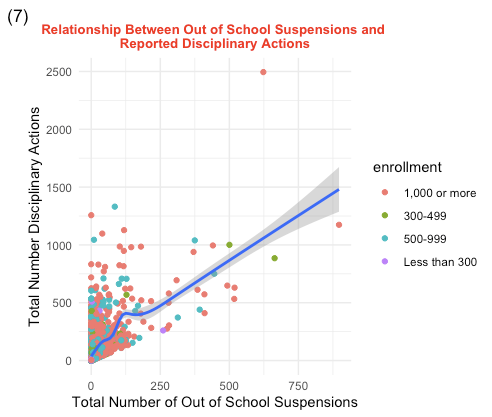 (7)
Relationship Between Out of School Suspensions and
Reported Disciplinary Actions
Total Number Disciplinary Actions
2500
2000
1500
1000
500
0
0 250 500 750
Total Number of Out of School Suspensions
enrollment
1,000 or more
300-499
500-999
Less than 300